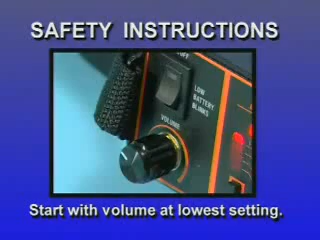 SAFETY INSTRUCTIONS
LOW
BATTERY
BLINKS
VOLUME
Start with volume at lowest setting.